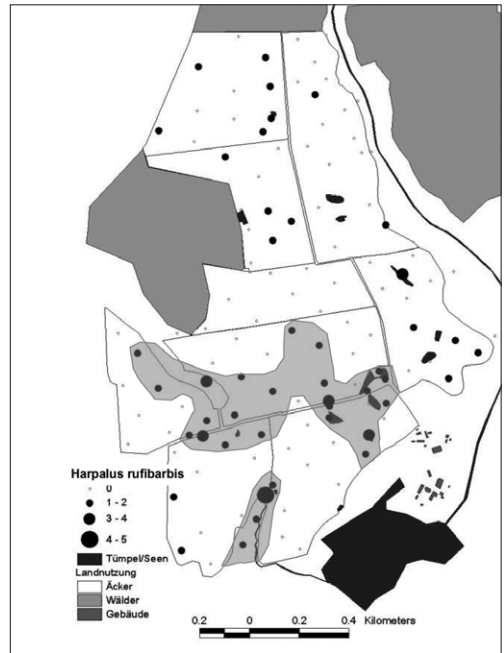 Harpalus rufibarbis
0
1 - 2
3 - 4
4 - 5
Tümpel/Seen
Landnutzung
Äcker
Wälder
Gebäude
0.2 0 0.2 0.4 Kilometers